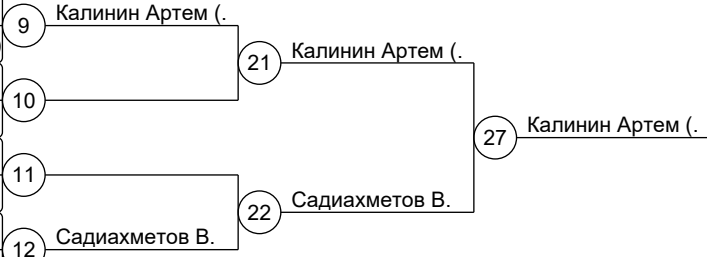 9 Калинин Артем (.
21 Калинин Артем (.
10
27 Калинин Артем (.
11
22 Садиахметов В.
12 Садиахметов В.